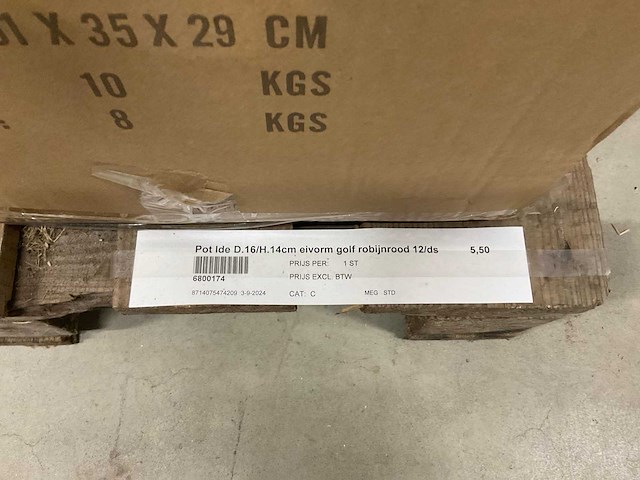 X 35 X 29 CM
10 KGS
: 8 KGS
Pot Ide D.16/H.14cm eivorm golf robijnrood 12/ds 5,50
PRIJS PER: 1 ST
6800174 PRIJS EXCL. BTW
8714075474209 3-9-2024 CAT: C MEG STD